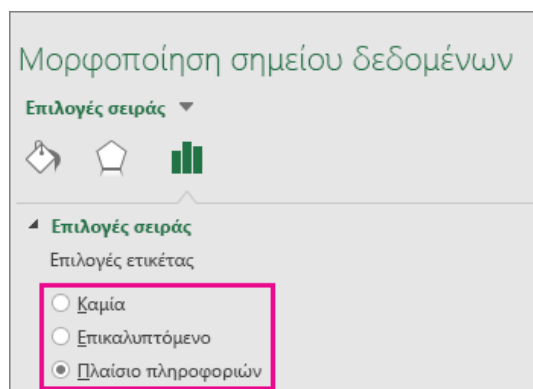 Μορφοποίηση σημείου δεδομένων
Επιλογές σειράς
Επιλογές σειράς
Επιλογές ετικέτας
Καμία
Επικαλυπτόμενο
Πλαίσιο πληροφοριών